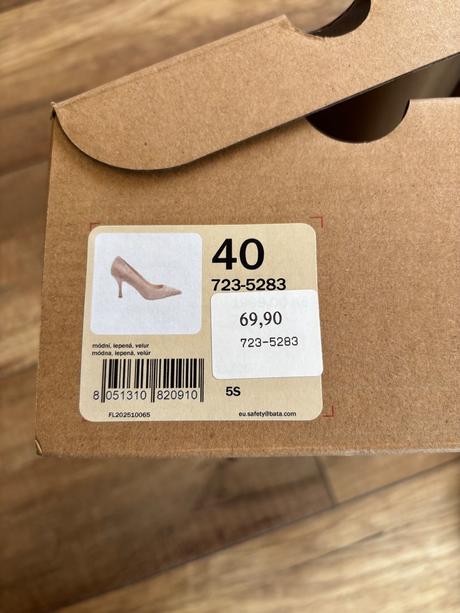 40
723-5283
69,90
723-5283
módní, lepená, velur
módna, lepená, velúr
8 051310 820910
5S
FL202510065
eu.safety@bata.com